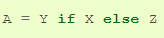 A = Y if X else Z